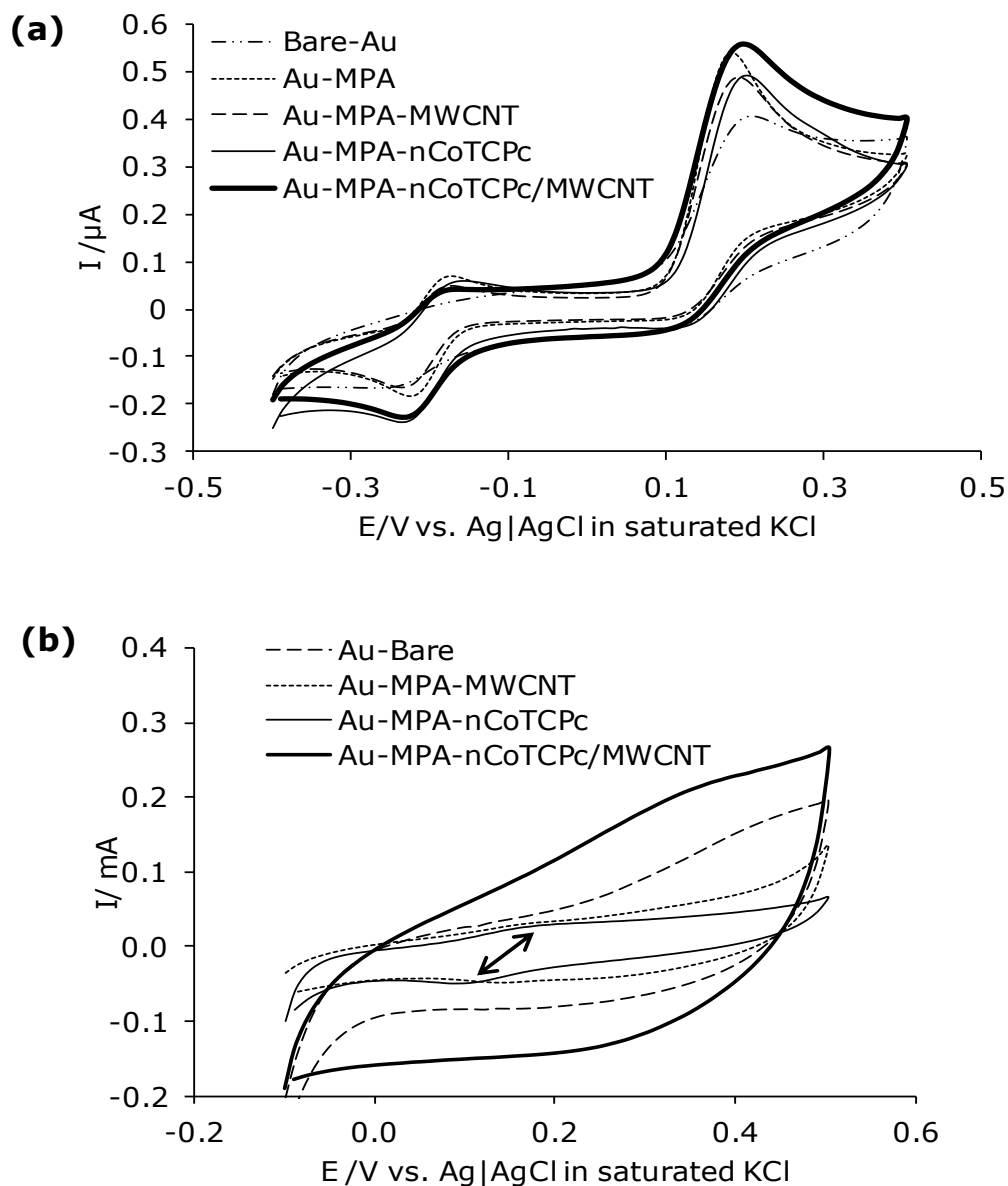 (a)
0.6
0.5
0.4
0.3
0.2
0.1
0
-0.1
-0.2
-0.3
I /µA
Bare-Au
Au-MPA
Au-MPA-MWCNT
Au-MPA-nCoTCPc
Au-MPA-nCoTCPc/MWCNT
-0.5 -0.3 -0.1 0.1 0.3 0.5
E/V vs. Ag|AgCl in saturated KCl
(b)
0.4
0.3
0.2
0.1
0.0
-0.1
-0.2
I/ mA
Au-Bare
Au-MPA-MWCNT
Au-MPA-nCoTCPc
Au-MPA-nCoTCPc/MWCNT
-0.2 0.0 0.2 0.4 0.6
E /V vs. Ag|AgCl in saturated KCl